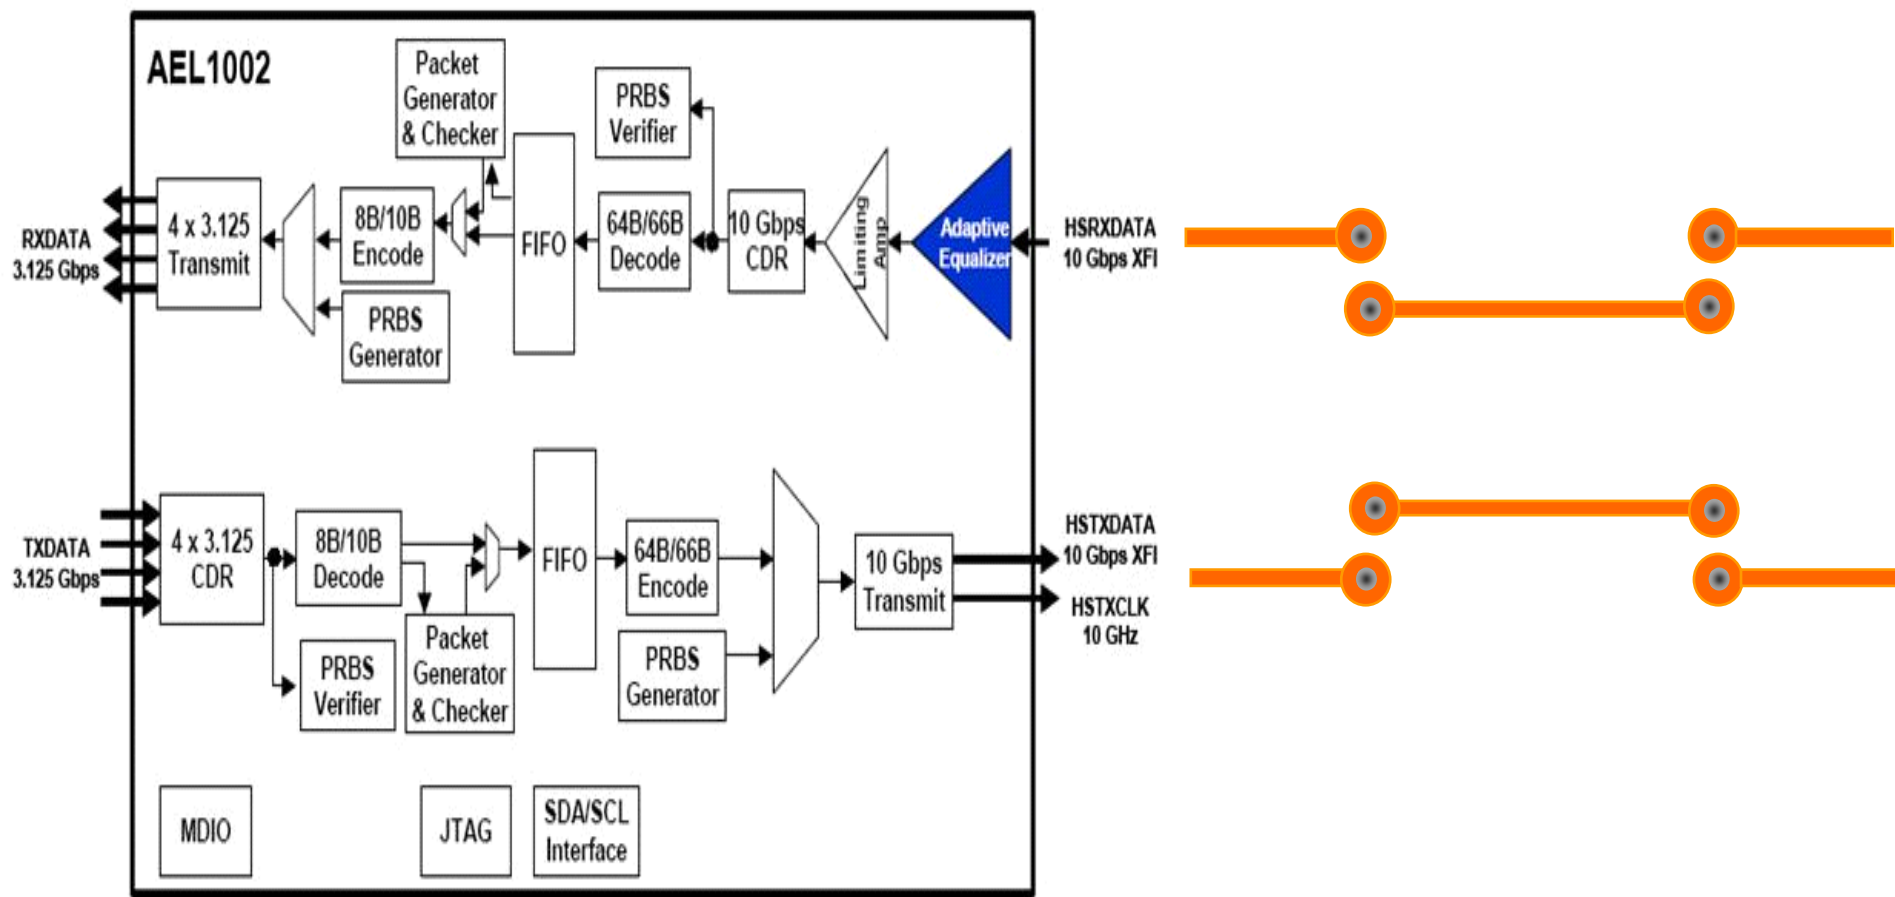 AEL1002
Packet
Generator
& Checker
PRBS
Verifier
RXDATA
3.125 Gbps
4 x 3.125
Transmit
8B/10B
Encode
PRBS
Generator
FIFO
64B/66B
Decode
10 Gbps
CDR
Limiting
Amp
Adaptive
Equalizer
HSRXDATA
10 Gbps XFI
TXDATA
3.125 Gbps
4 x 3.125
CDR
8B/10B
Decode
PRBS
Verifier
Packet
Generator
& Checker
FIFO
64B/66B
Encode
PRBS
Generator
10 Gbps
Transmit
HSTXDATA
10 Gbps XFI
HSTXCLK
10 GHz
MDIO
JTAG
SDA/SCL
Interface